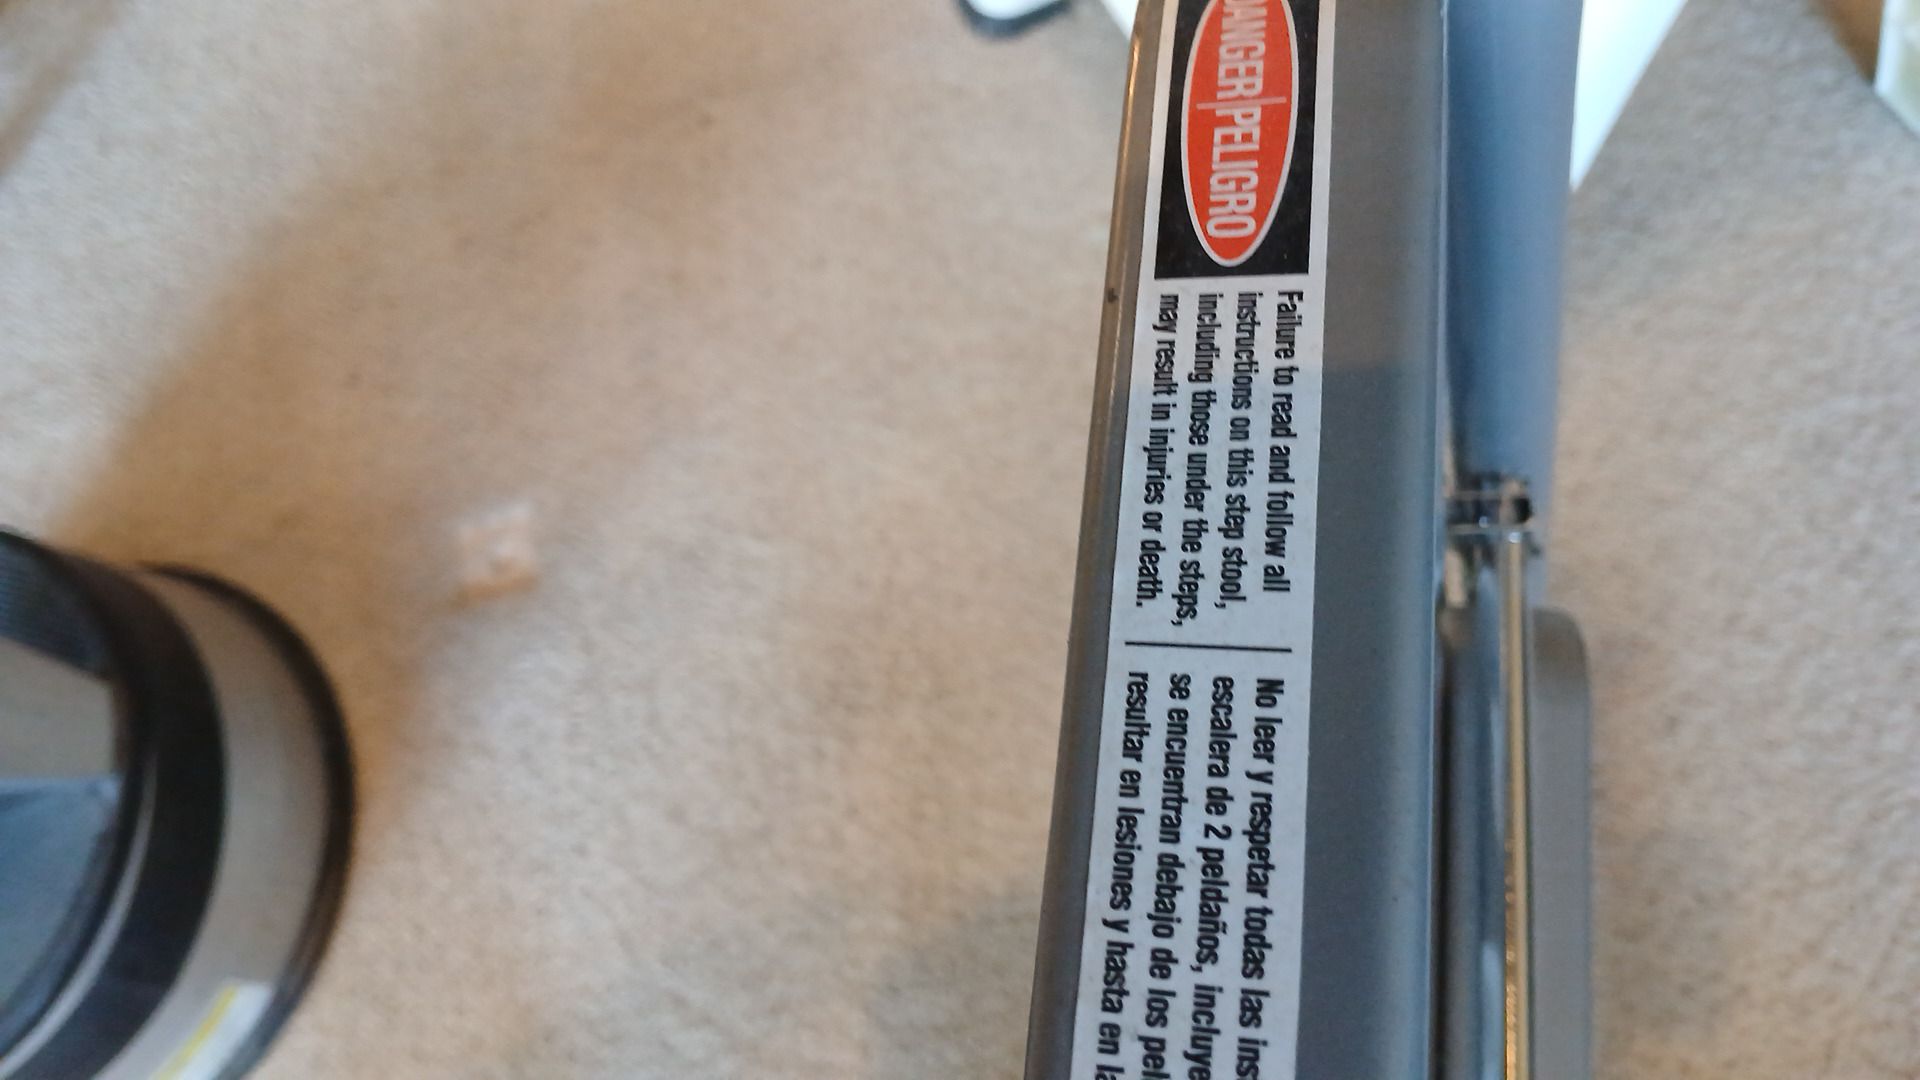 DANGER|PELIGRO
Failure to read and follow all
instructions on this step stool,
including those under the steps,
may result in injuries or death.
No leer y respetar todas las
escalera de 2 peldaños,
se encuentran debajo de los
resultar en lesiones y hasta en